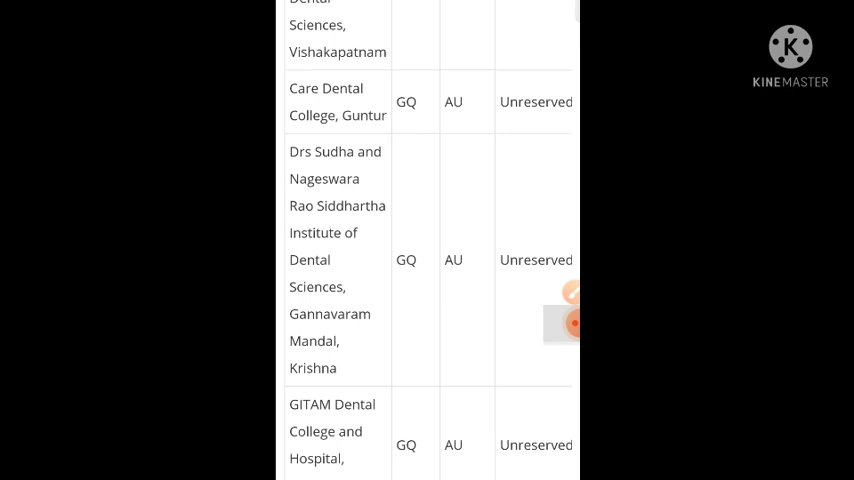 Dental
Sciences,
Vishakapatnam
Care Dental
College, Guntur
GQ
AU
Unreserved
Drs Sudha and
Nageswara
Rao Siddhartha
Institute of
Dental
Sciences,
Gannavaram
Mandal,
Krishna
GQ
AU
Unreserved
GITAM Dental
College and
Hospital,
GQ
AU
Unreserved
K
KINEMASTER